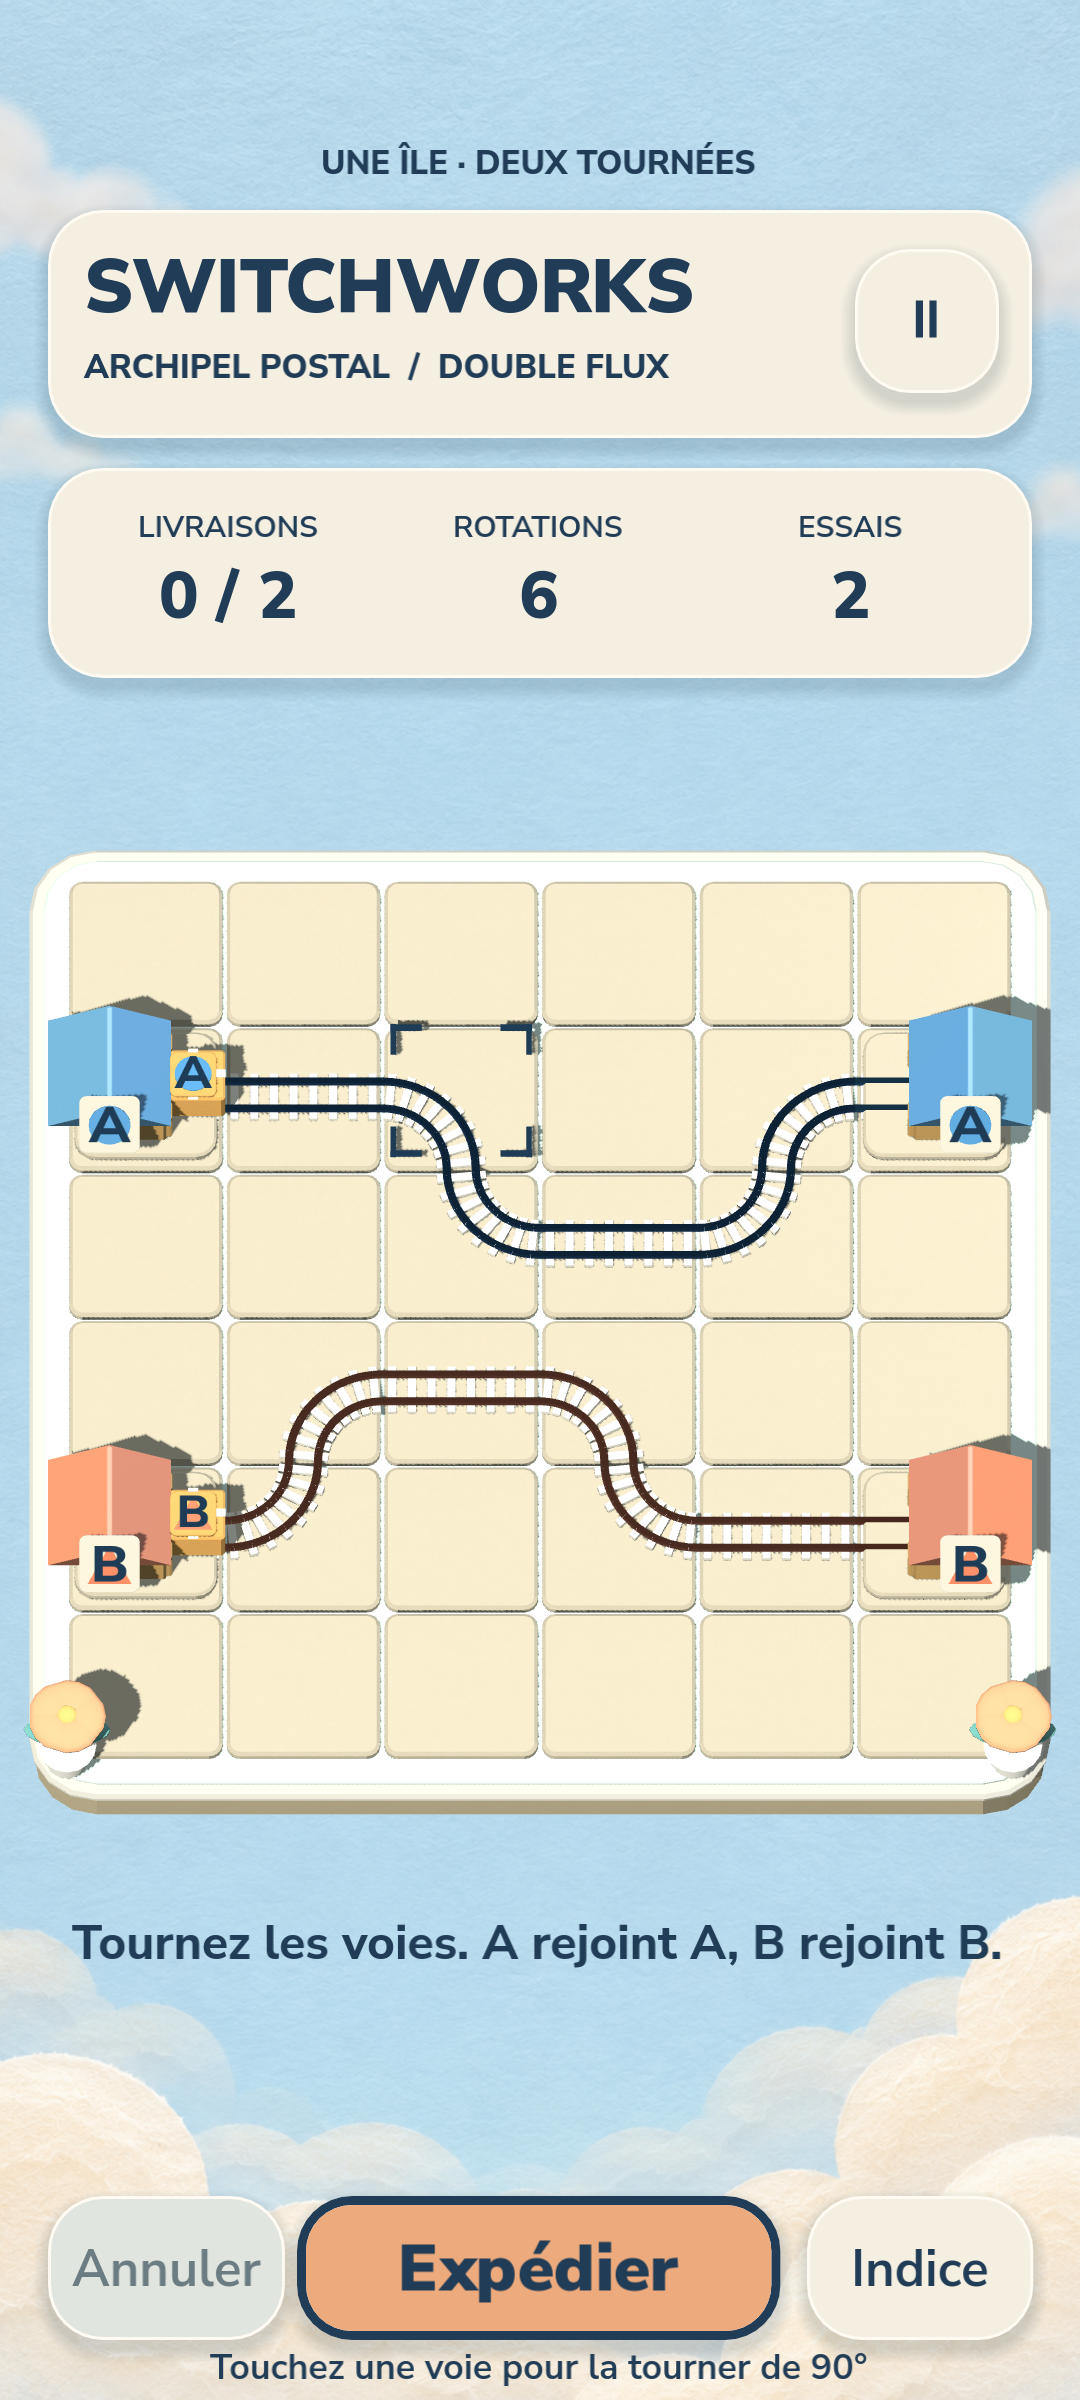 UNE ÎLE · DEUX TOURNÉES
SWITCHWORKS
ARCHIPEL POSTAL / DOUBLE FLUX
LIVRAISONS
0 / 2
ROTATIONS
6
ESSAIS
2
A
A
A
B
B
B
Tournez les voies. A rejoint A, B rejoint B.
Annuler
Expédier
Indice
Touchez une voie pour la tourner de 90°